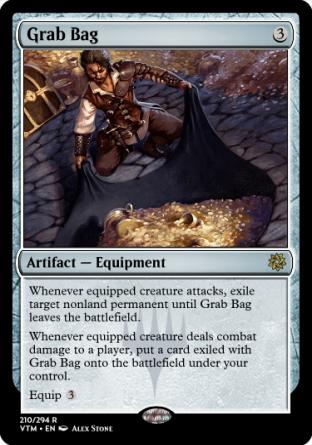 Grab Bag
3
Artifact — Equipment
Whenever equipped creature attacks, exile
target nonland permanent until Grab Bag
leaves the battlefield.
Whenever equipped creature deals combat
damage to a player, put a card exiled with
Grab Bag onto the battlefield under your
control.
Equip 3
210/294 R
VTM • EN Alex Stone